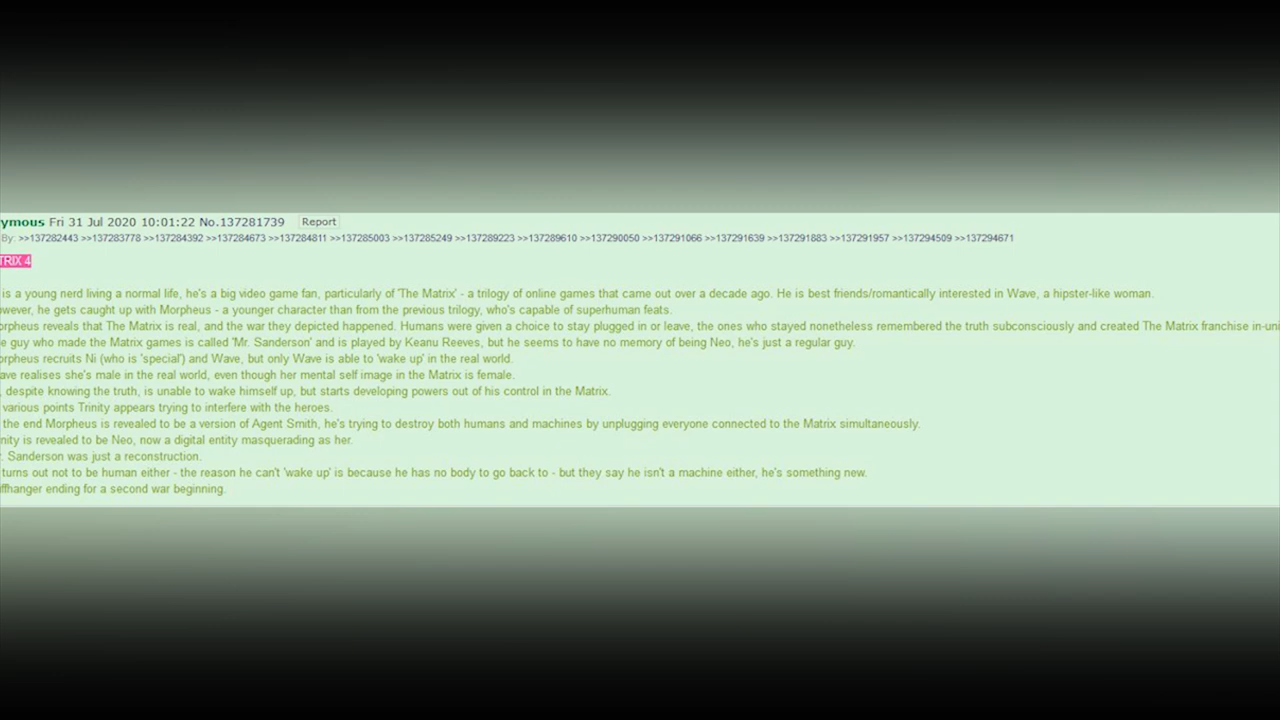 ymous Fri 31 Jul 2020 10:01:22 No.137281739 Report
By: >>137282443 >>137283778 >>137284392 >>137284673 >>137284811 >>137285003 >>137285249 >>137289223 >>137289610 >>137290050 >>137291066 >>137291639 >>137291883 >>137291957 >>137294509 >>137294671
TRIX 4
is a young nerd living a normal life, he's a big video game fan, particularly of 'The Matrix' - a trilogy of online games that came out over a decade ago. He is best friends/romantically interested in Wave, a hipster-like woman.
owever, he gets caught up with Morpheus - a younger character than from the previous trilogy, who's capable of superhuman feats.
orpheus reveals that The Matrix is real, and the war they depicted happened. Humans were given a choice to stay plugged in or leave, the ones who stayed nonetheless remembered the truth subconsciously and created The Matrix franchise in-un
e guy who made the Matrix games is called 'Mr. Sanderson' and is played by Keanu Reeves, but he seems to have no memory of being Neo, he's just a regular guy.
orpheus recruits Ni (who is 'special') and Wave, but only Wave is able to 'wake up' in the real world.
ave realises she's male in the real world, even though her mental self image in the Matrix is female.
, despite knowing the truth, is unable to wake himself up, but starts developing powers out of his control in the Matrix.
various points Trinity appears trying to interfere with the heroes.
the end Morpheus is revealed to be a version of Agent Smith, he's trying to destroy both humans and machines by unplugging everyone connected to the Matrix simultaneously.
nity is revealed to be Neo, now a digital entity masquerading as her.
. Sanderson was just a reconstruction.
turns out not to be human either - the reason he can't 'wake up' is because he has no body to go back to - but they say he isn't a machine either, he's something new.
iffhanger ending for a second war beginning.